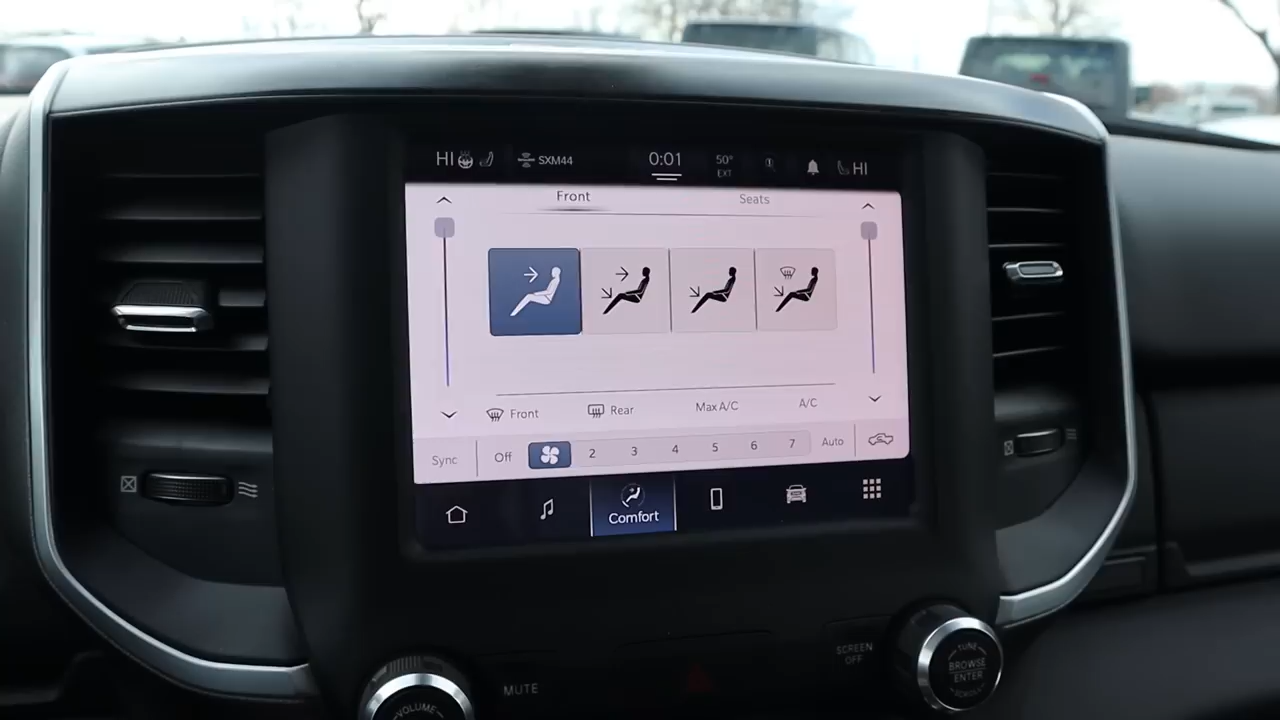 HI SXM44 0:01 50° HI
EXT
Front Seats
Front Rear Max A/C A/C
Sync Off 2 3 4 5 6 7 Auto
Comfort
SCREEN
OFF
MUTE
VOLUME
TUNE
BROWSE
ENTER
SCROLL